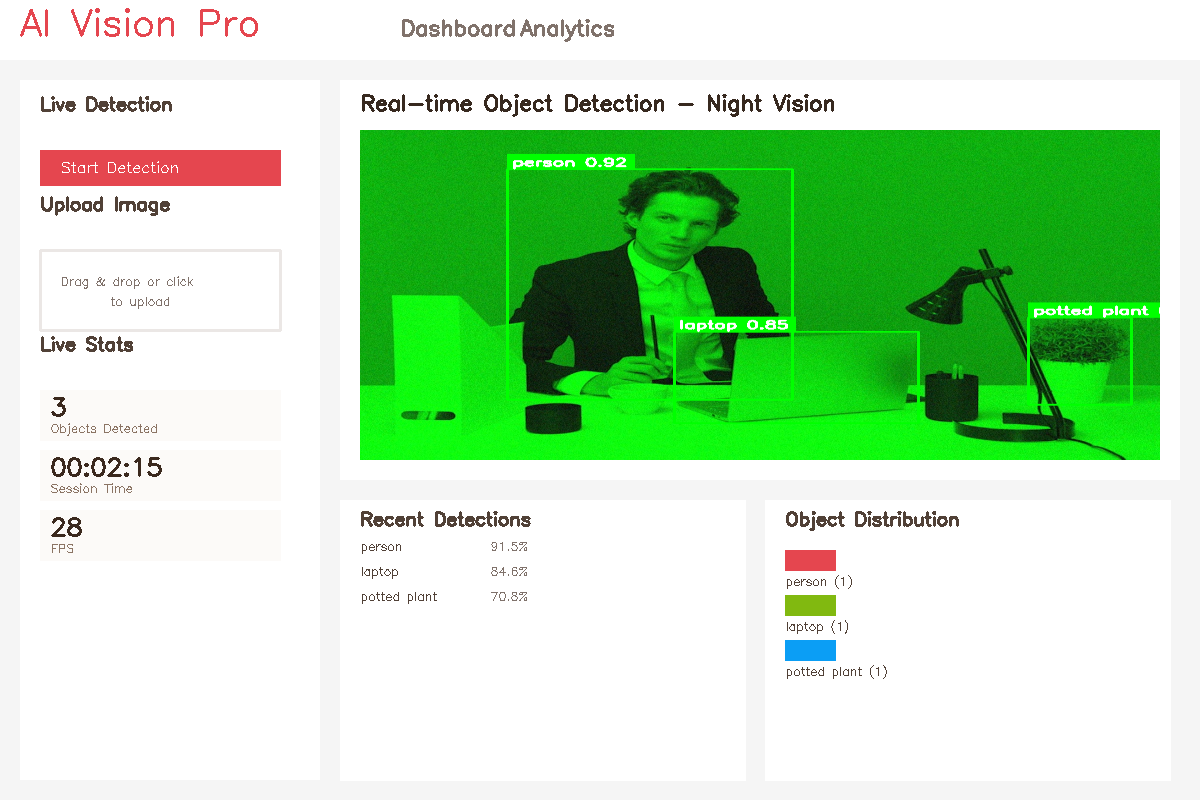 AI Vision Pro
Dashboard Analytics
Live Detection
Start Detection
Upload Image
Drag & drop or click
to upload
Live Stats
3
Objects Detected
00:02:15
Session Time
28
FPS
Real-time Object Detection - Night Vision
person 0.92
laptop 0.85
potted plant
Recent Detections
person 91.5%
laptop 84.6%
potted plant 70.8%
Object Distribution
person (1)
laptop (1)
potted plant (1)